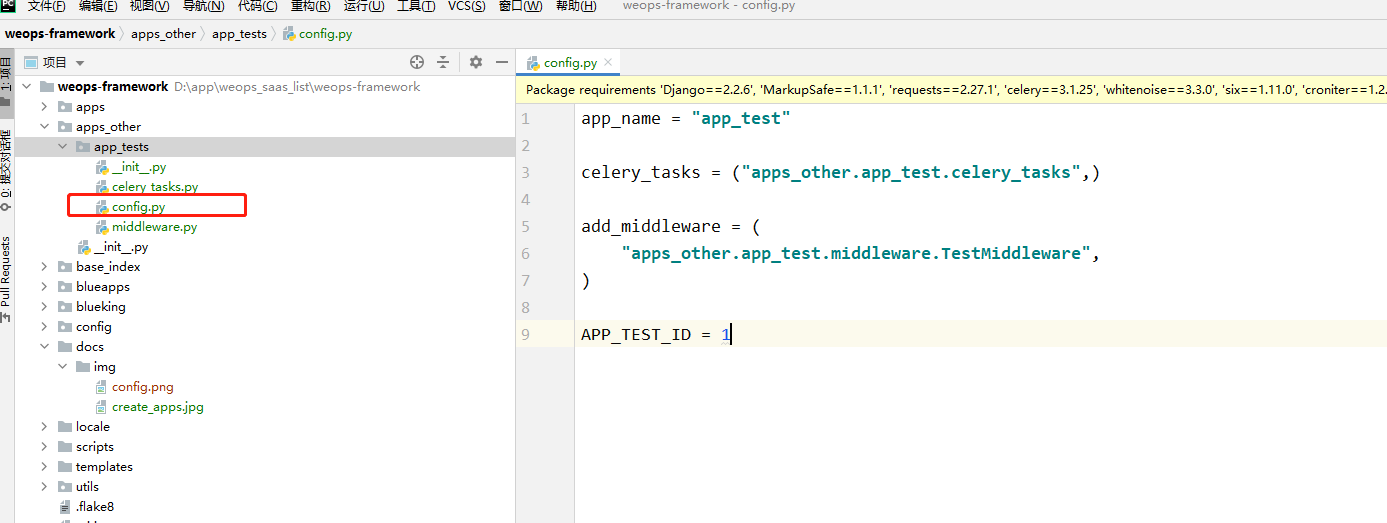 PC 文件(F) 编辑(E) 视图(V) 导航(N) 代码(C) 重构(R) 运行(U) 工具(T) VCS(S) 窗口(W) 帮助(H) weops-framework - config.py
weops-framework apps_other app_tests config.py
1: 项目
0: 提交对话框
Pull Requests
项目
weops-framework D:\app\weops_saas_list\weops-framework
apps
apps_other
app_tests
__init__.py
celery_tasks.py
config.py
middleware.py
__init__.py
base_index
blueapps
blueking
config
docs
img
config.png
create_apps.jpg
locale
scripts
templates
utils
.flake8
config.py
Package requirements 'Django==2.2.6', 'MarkupSafe==1.1.1', 'requests==2.27.1', 'celery==3.1.25', 'whitenoise==3.3.0', 'six==1.11.0', 'croniter==1.2.
1 app_name = "app_test"
2
3 celery_tasks = ("apps_other.app_test.celery_tasks",)
4
5 add_middleware = (
6 "apps_other.app_test.middleware.TestMiddleware",
7 )
8
9 APP_TEST_ID = 1